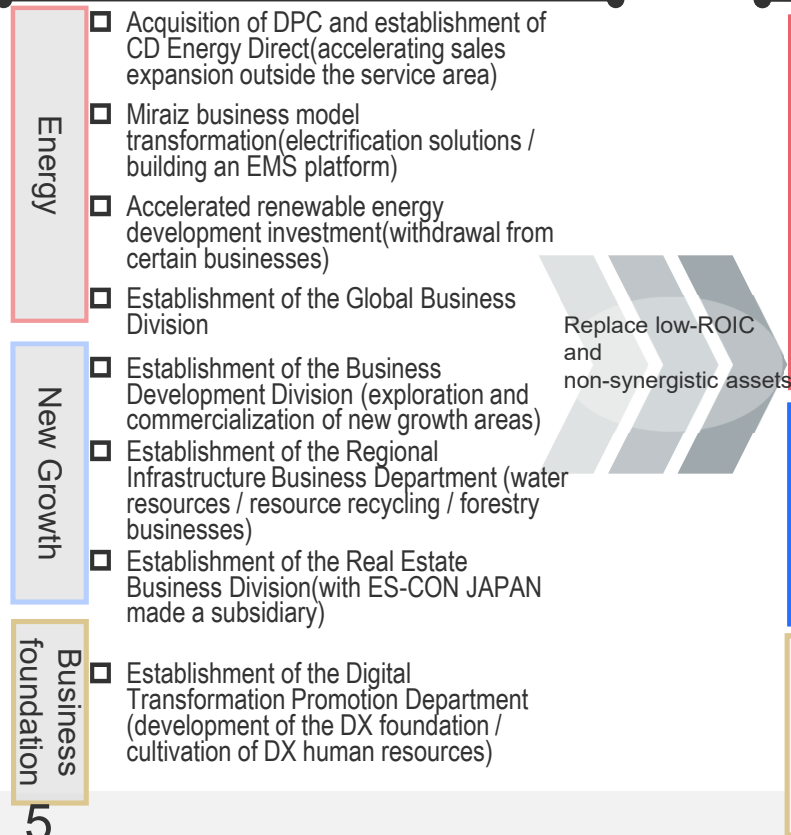 Energy
Acquisition of DPC and establishment of
CD Energy Direct(accelerating sales
expansion outside the service area)
Miraiz business model
transformation(electrification solutions /
building an EMS platform)
Accelerated renewable energy
development investment(withdrawal from
certain businesses)
Establishment of the Global Business
Division
New Growth
Establishment of the Business
Development Division (exploration and
commercialization of new growth areas)
Establishment of the Regional
Infrastructure Business Department (water
resources / resource recycling / forestry
businesses)
Establishment of the Real Estate
Business Division(with ES-CON JAPAN
made a subsidiary)
Business
foundation
Establishment of the Digital
Transformation Promotion Department
(development of the DX foundation /
cultivation of DX human resources)
Replace low-ROIC
and
non-synergistic assets
5